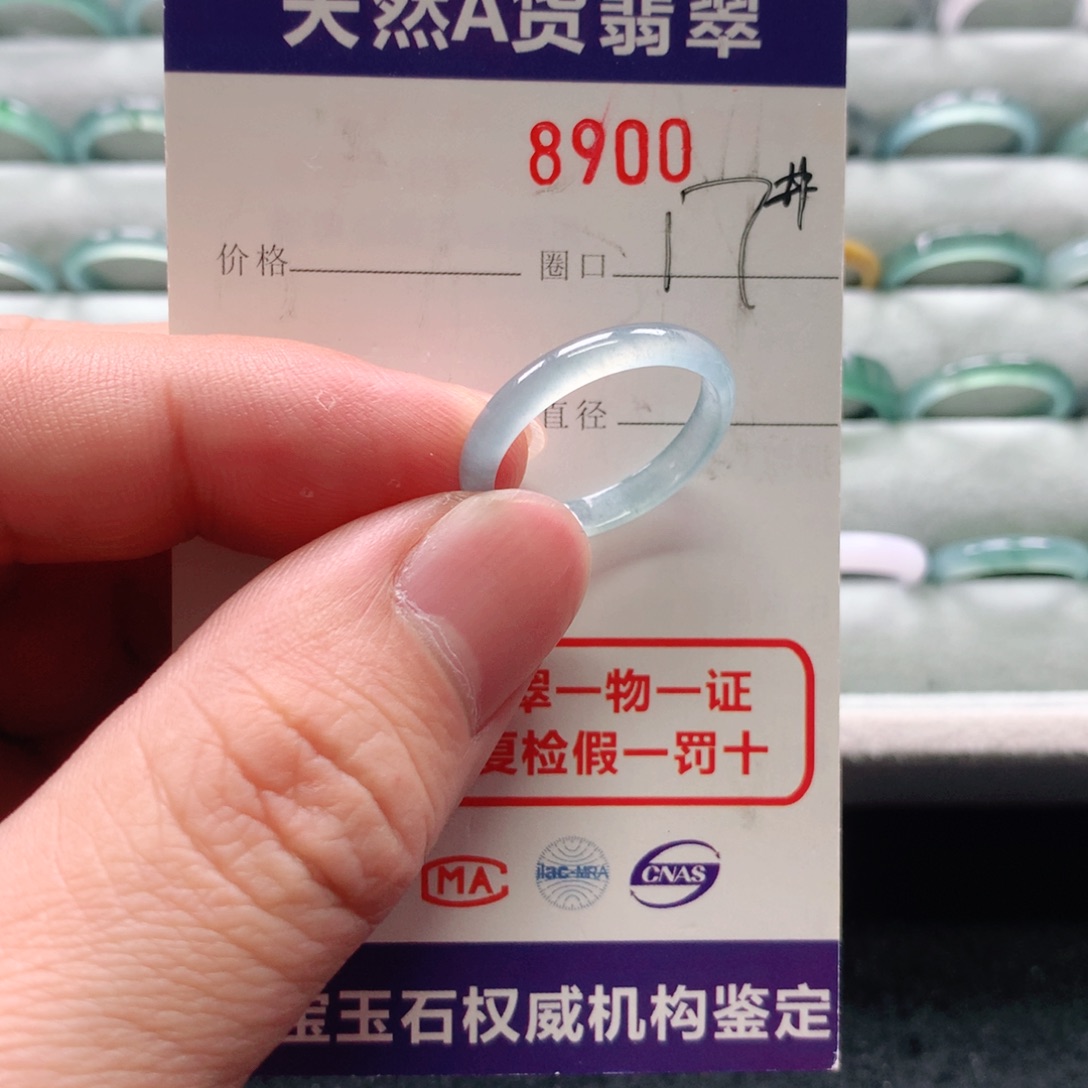 天然A货翡翠
8900
17#
价格 圈口
直径
翠一物一证
复检假一罚十
MA ilac-MRA CNAS
宝玉石权威机构鉴定